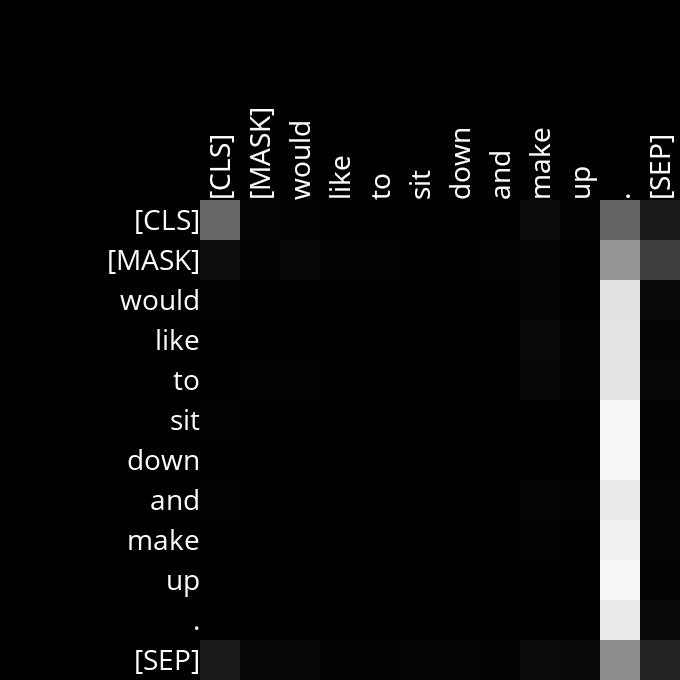 [CLS] [MASK] would like to sit down and make up . [SEP]
[CLS]
[MASK]
would
like
to
sit
down
and
make
up
.
[SEP]